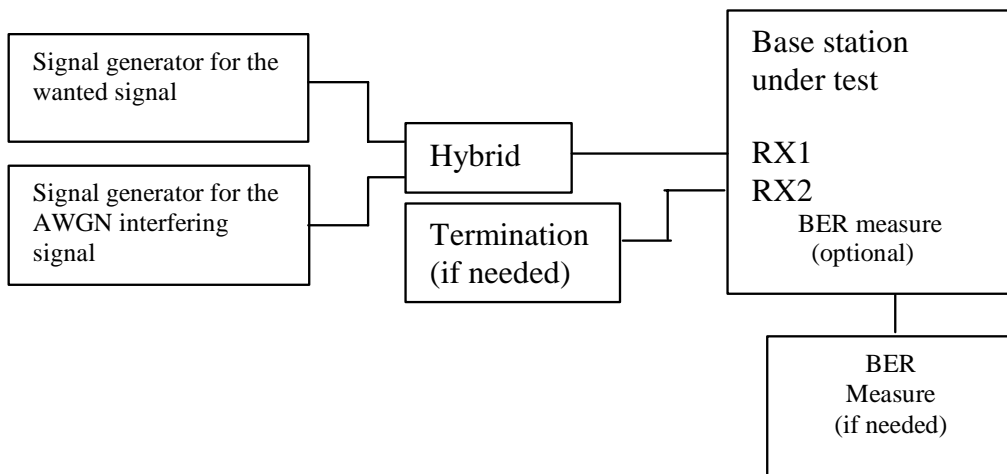 Signal generator for the
wanted signal
Signal generator for the
AWGN interfering
signal
Hybrid
Termination
(if needed)
Base station
under test
RX1
RX2
BER measure
(optional)
BER
Measure
(if needed)